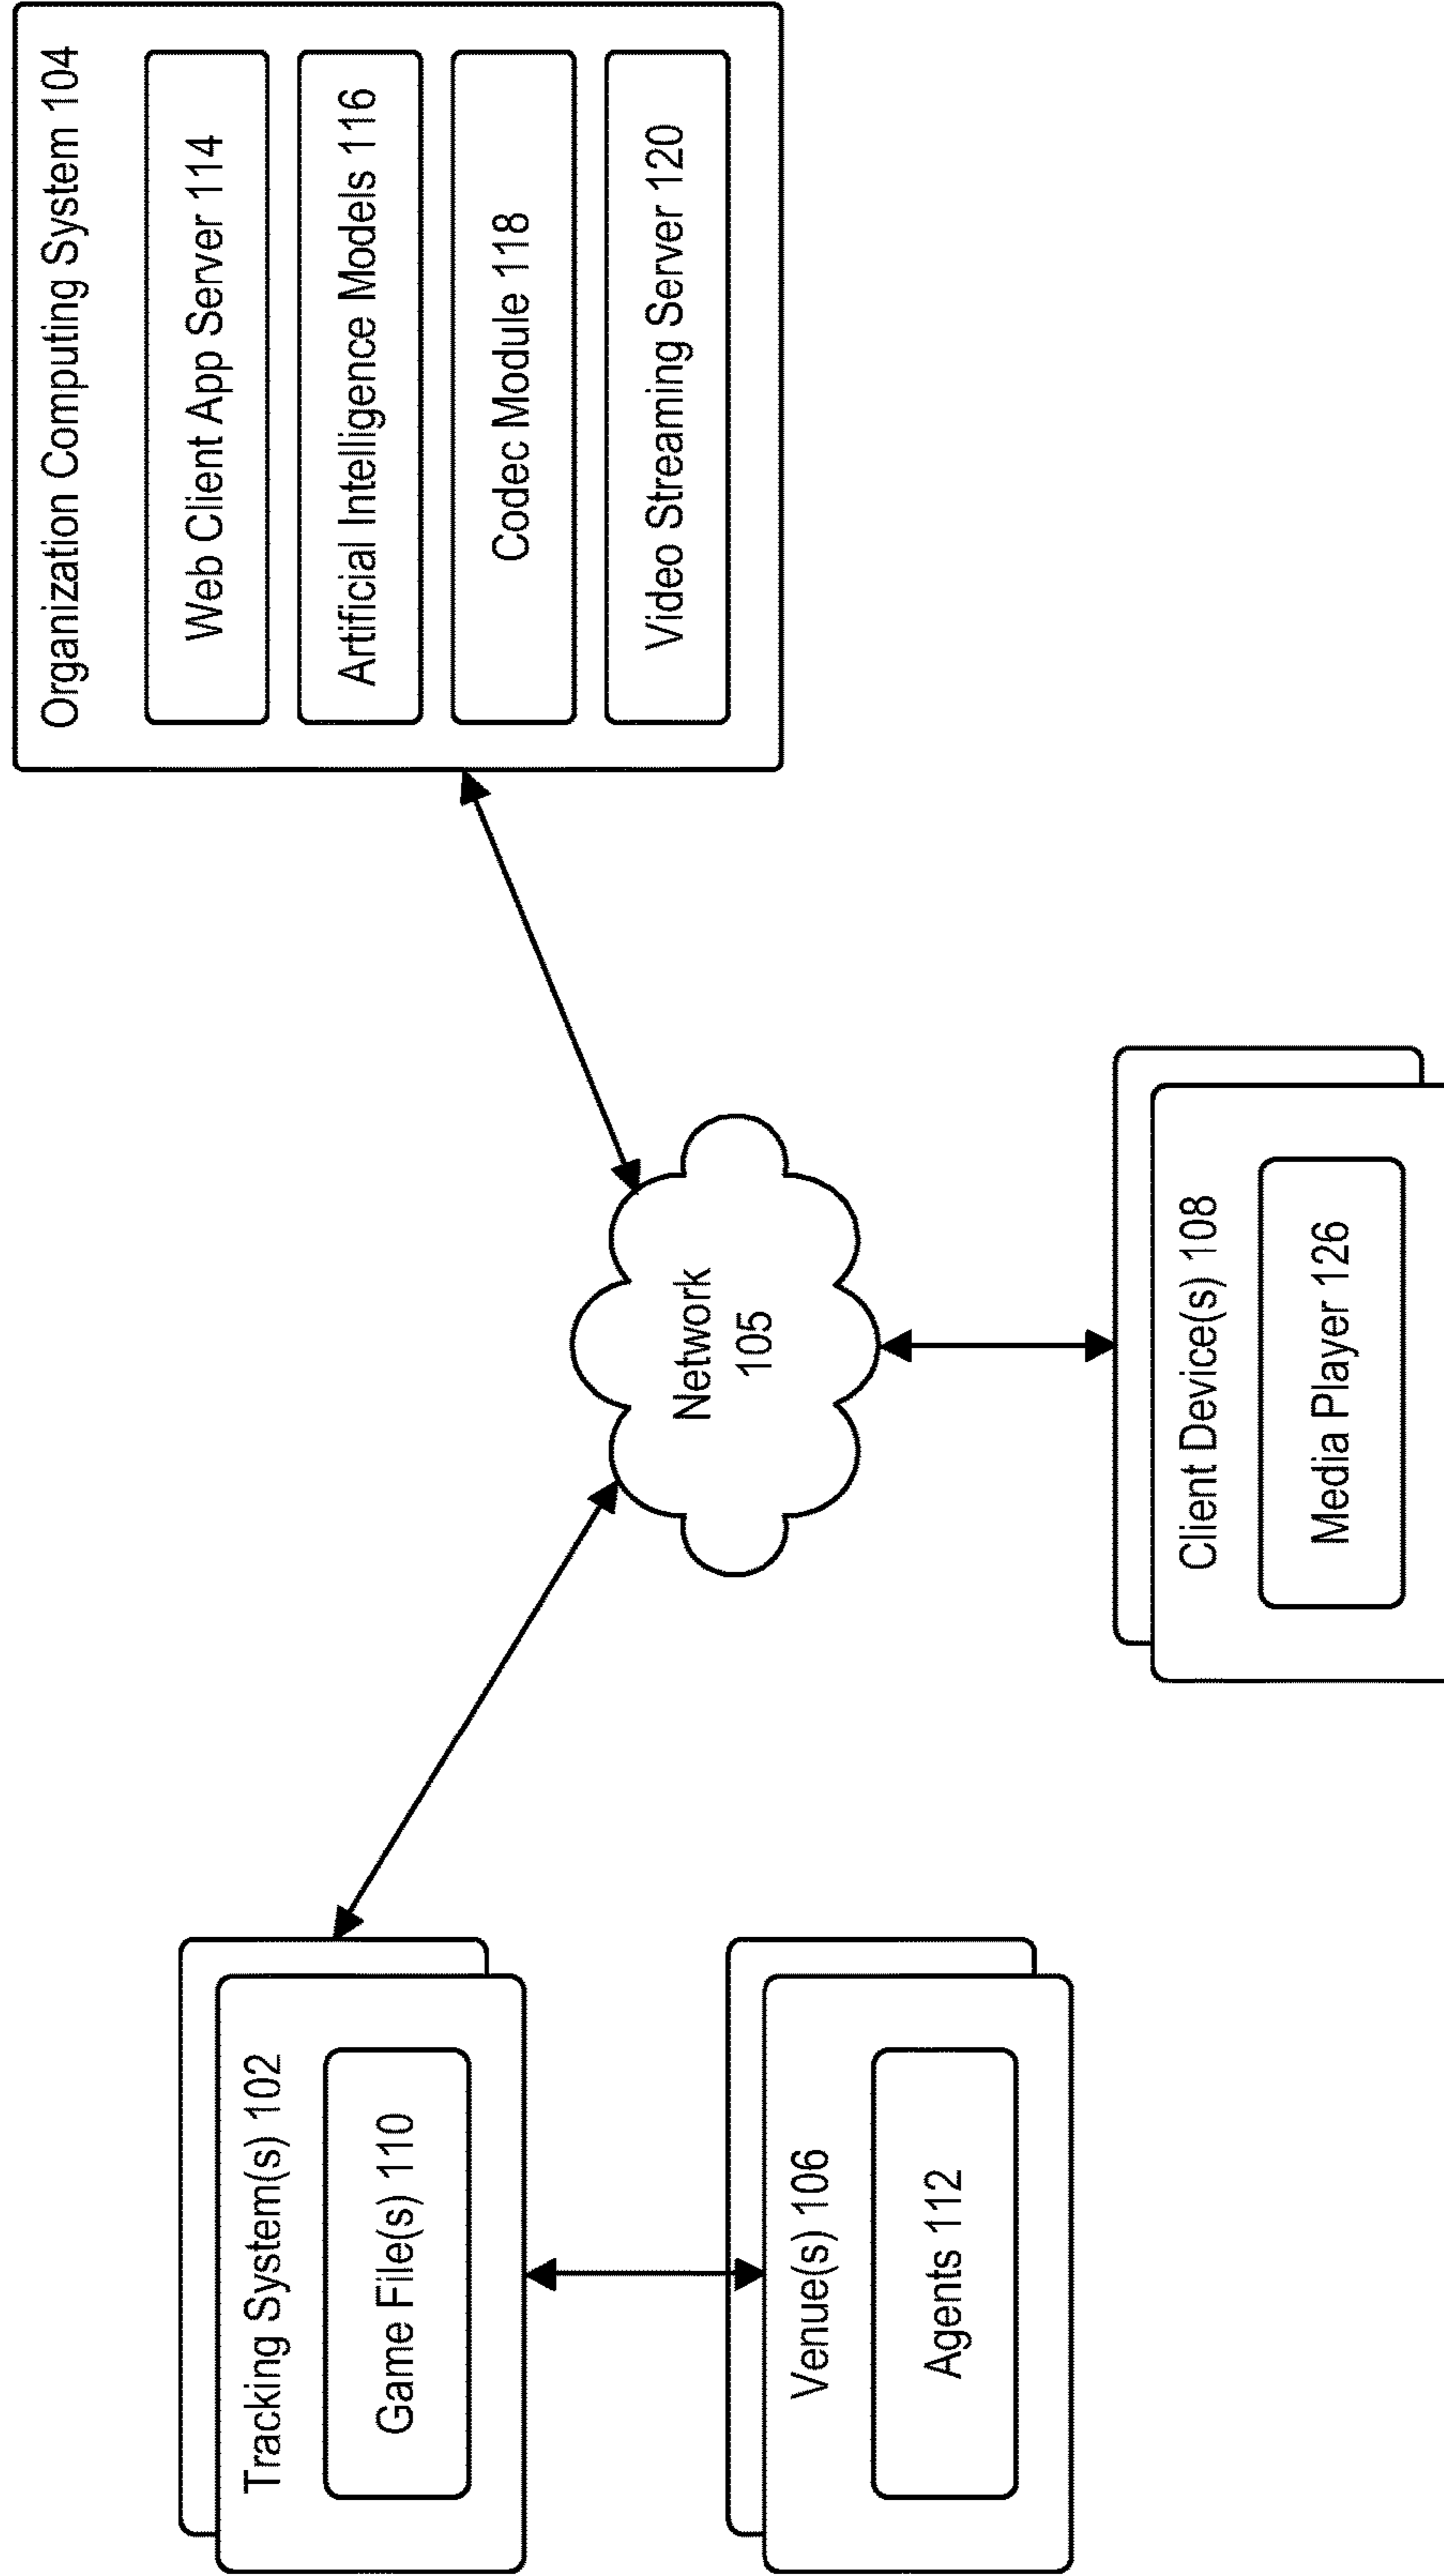 Tracking System(s) 102
Game File(s) 110
Venue(s) 106
Agents 112
Network
105
Client Device(s) 108
Media Player 126
Organization Computing System 104
Web Client App Server 114
Artificial Intelligence Models 116
Codec Module 118
Video Streaming Server 120